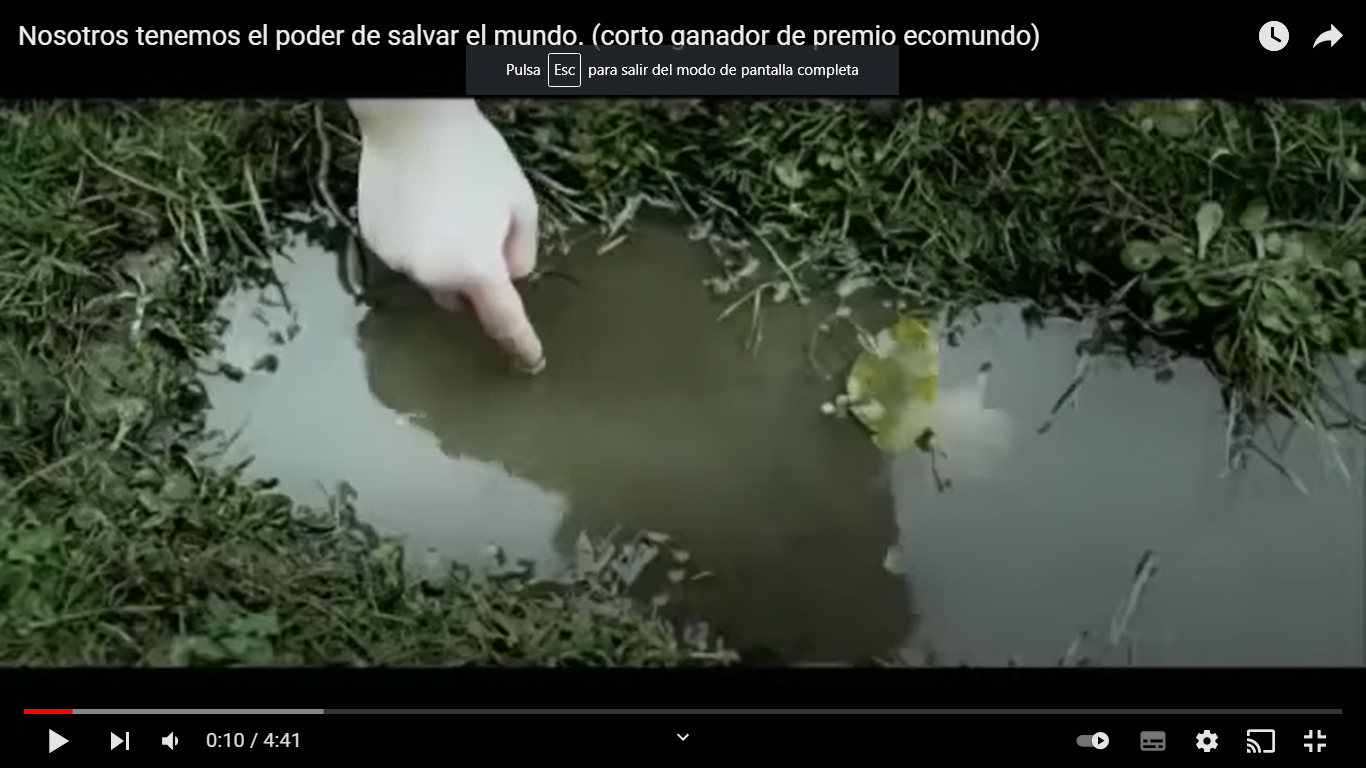 Nosotros tenemos el poder de salvar el mundo. (corto ganador de premio ecomundo)
Pulsa Esc para salir del modo de pantalla completa
0:10 / 4:41